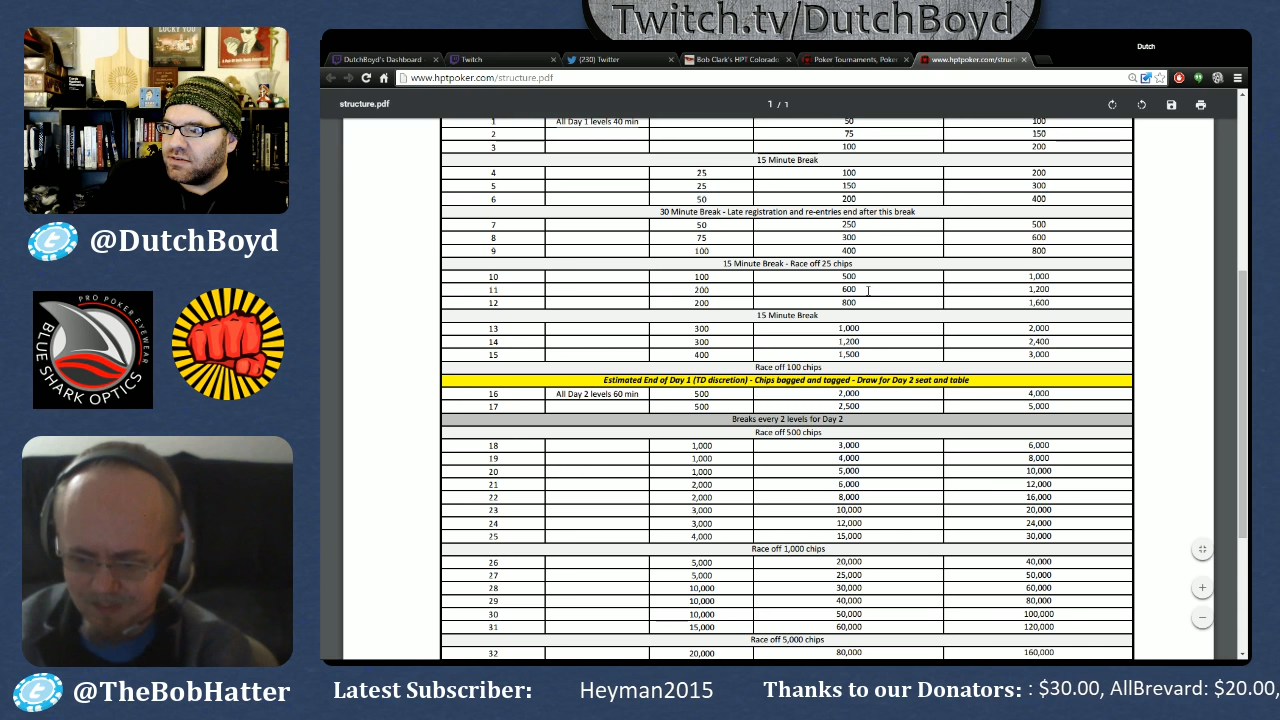 Twitch.tv/DutchBoyd
Dutch
DutchBoyd's Dashboard
Twitch
(230) Twitter
Bob Clark's HPT Colorado
Poker Tournaments, Poker
www.hptpoker.com/struct
www.hptpoker.com/structure.pdf
structure.pdf
1 / 1
1 All Day 1 levels 40 min 50 100
2 75 150
3 100 200
15 Minute Break
4 25 100 200
5 25 150 300
6 50 200 400
30 Minute Break - Late registration and re-entries end after this break
7 50 250 500
8 75 300 600
9 100 400 800
15 Minute Break - Race off 25 chips
10 100 500 1,000
11 200 600 1,200
12 200 800 1,600
15 Minute Break
13 300 1,000 2,000
14 300 1,200 2,400
15 400 1,500 3,000
Race off 100 chips
Estimated End of Day 1 (TD discretion) - Chips bagged and tagged - Draw for Day 2 seat and table
16 All Day 2 levels 60 min 500 2,000 4,000
17 500 2,500 5,000
Breaks every 2 levels for Day 2
Race off 500 chips
18 1,000 3,000 6,000
19 1,000 4,000 8,000
20 1,000 5,000 10,000
21 2,000 6,000 12,000
22 2,000 8,000 16,000
23 3,000 10,000 20,000
24 3,000 12,000 24,000
25 4,000 15,000 30,000
Race off 1,000 chips
26 5,000 20,000 40,000
27 5,000 25,000 50,000
28 10,000 30,000 60,000
29 10,000 40,000 80,000
30 10,000 50,000 100,000
31 15,000 60,000 120,000
Race off 5,000 chips
32 20,000 80,000 160,000
LUCKY YOU
@DutchBoyd
PRO POKER EYEWEAR
BLUE SHARK OPTICS
@TheBobHatter
Latest Subscriber: Heyman2015
Thanks to our Donators: : $30.00, AllBrevard: $20.00,